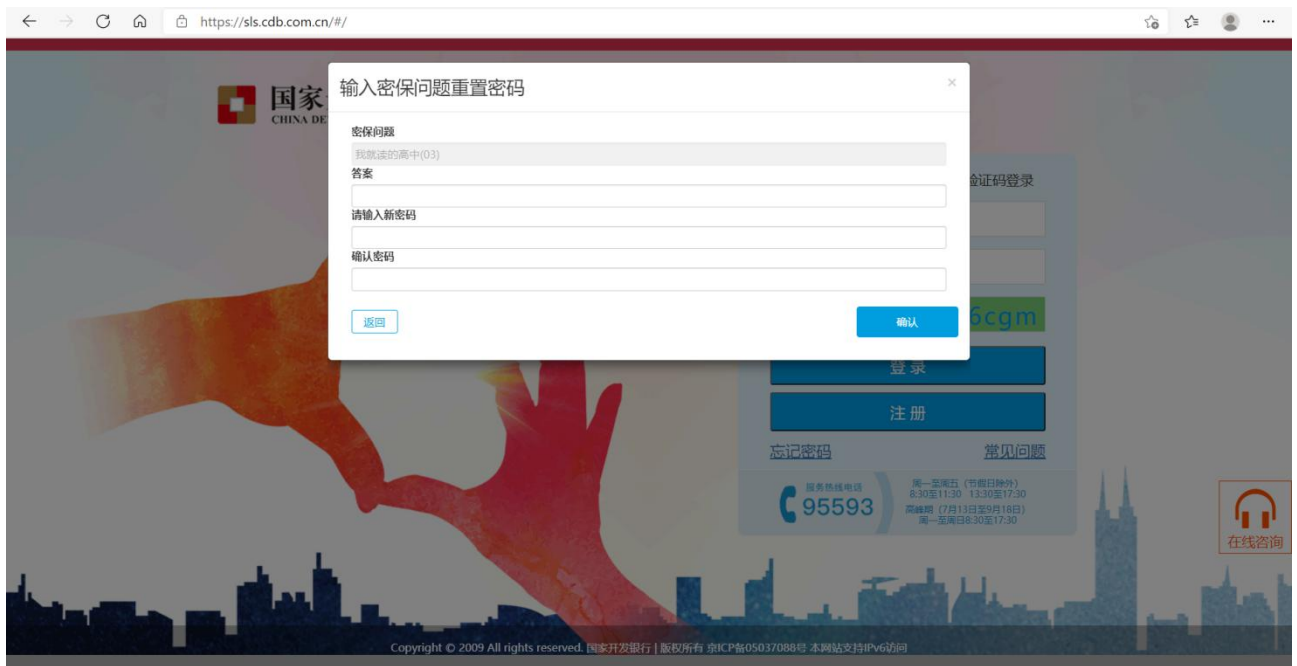 https://sls.cdb.com.cn/#/
国家
CHINA DE
输入密保问题重置密码
×
密保问题
我就读的高中(03)
答案
请输入新密码
确认密码
返回
确认
验证码登录
6cgm
登录
注册
忘记密码
常见问题
服务热线电话
95593
周一至周五（节假日除外）
8:30至11:30 13:30至17:30
高峰期（7月13日至9月18日）
周一至周日8:30至17:30
在线咨询
Copyright © 2009 All rights reserved. 国家开发银行 | 版权所有 京ICP备05037088号 本网站支持IPv6访问